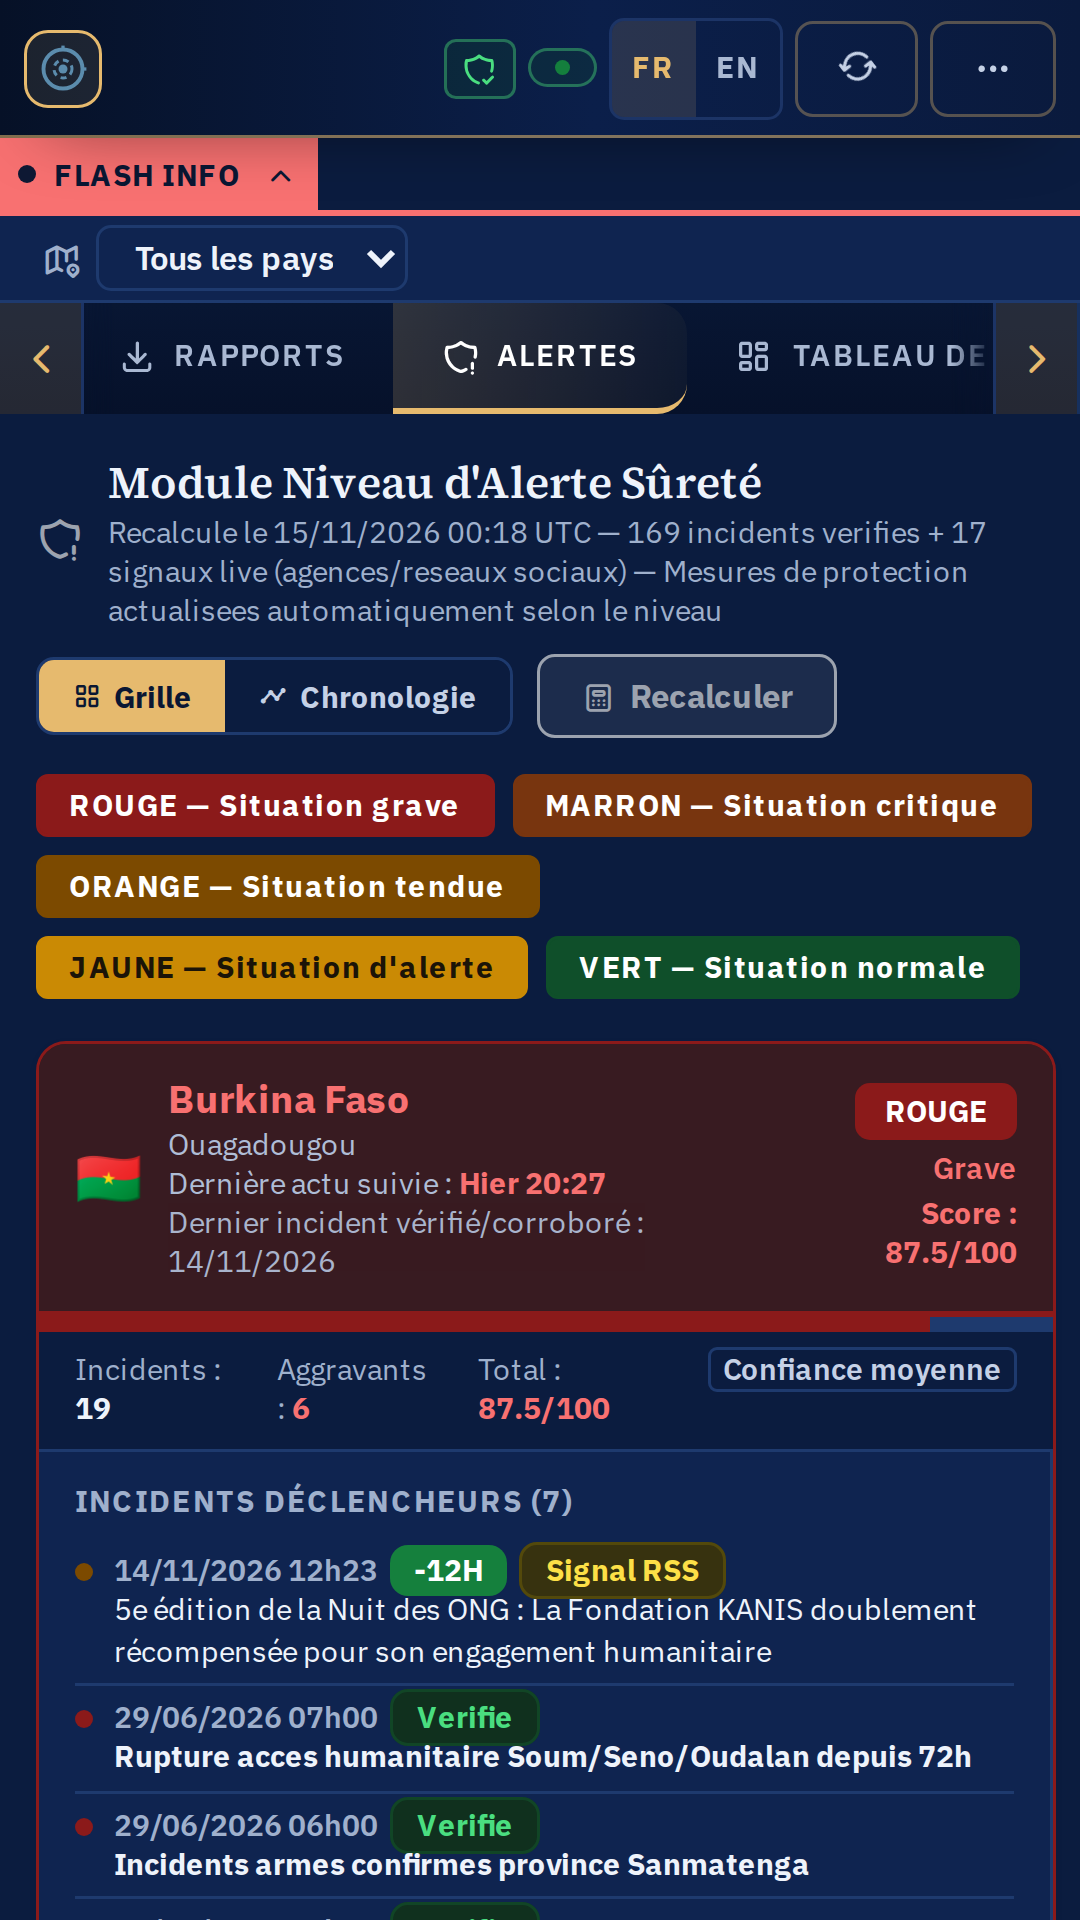 FR
EN
FLASH INFO
Tous les pays
RAPPORTS
ALERTES
TABLEAU DE
Module Niveau d'Alerte Sûreté
Recalcule le 15/11/2026 00:18 UTC — 169 incidents verifies + 17
signaux live (agences/reseaux sociaux) — Mesures de protection
actualisees automatiquement selon le niveau
Grille
Chronologie
Recalculer
ROUGE — Situation grave
MARRON — Situation critique
ORANGE — Situation tendue
JAUNE — Situation d'alerte
VERT — Situation normale
Burkina Faso
Ouagadougou
Dernière actu suivie : Hier 20:27
Dernier incident vérifié/corroboré :
14/11/2026
ROUGE
Grave
Score :
87.5/100
Incidents :
19
Aggravants
: 6
Total :
87.5/100
Confiance moyenne
INCIDENTS DÉCLENCHEURS (7)
14/11/2026 12h23 -12H Signal RSS
5e édition de la Nuit des ONG : La Fondation KANIS doublement
récompensée pour son engagement humanitaire
29/06/2026 07h00 Verifie
Rupture acces humanitaire Soum/Seno/Oudalan depuis 72h
29/06/2026 06h00 Verifie
Incidents armes confirmes province Sanmatenga